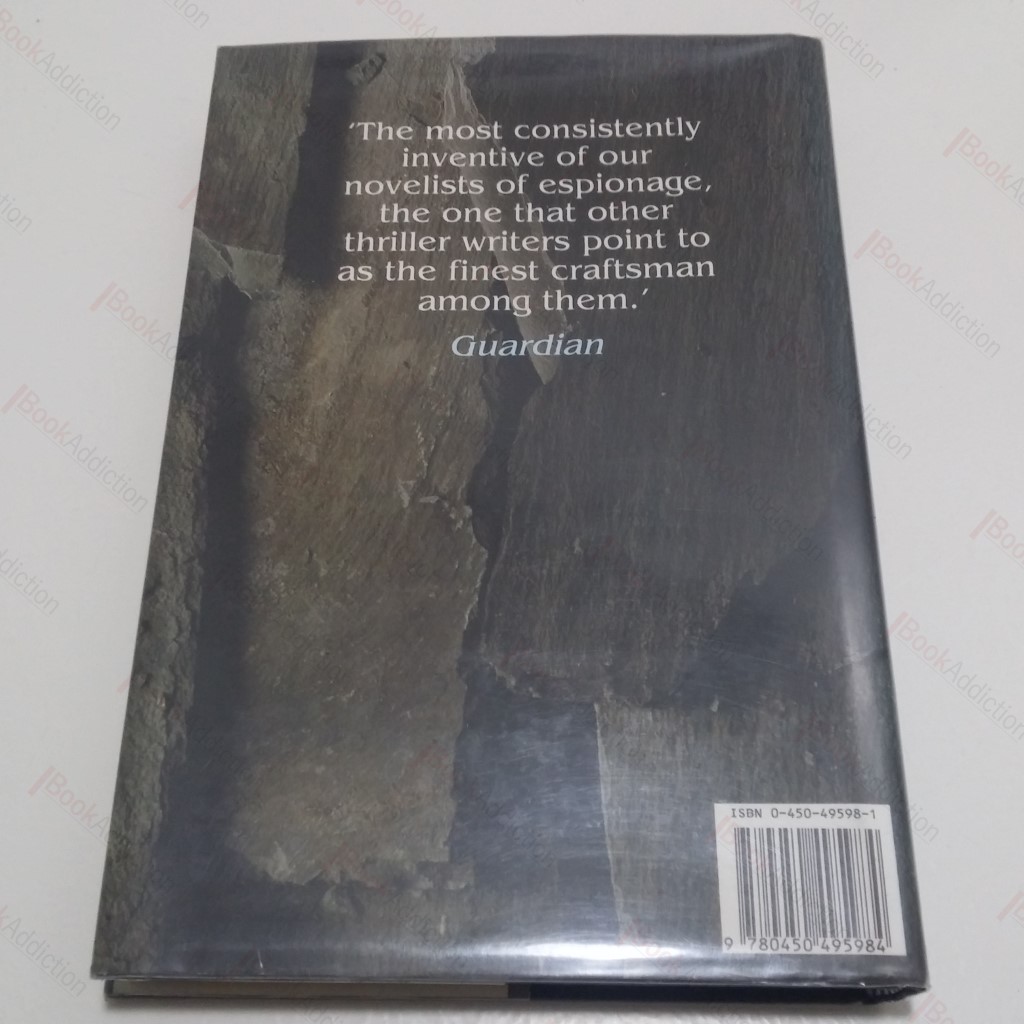 'The most consistently
inventive of our
novelists of espionage,
the one that other
thriller writers point to
as the finest craftsman
among them.'
Guardian
ISBN 0-450-49598-1
9 780450 495984
BookAddiction